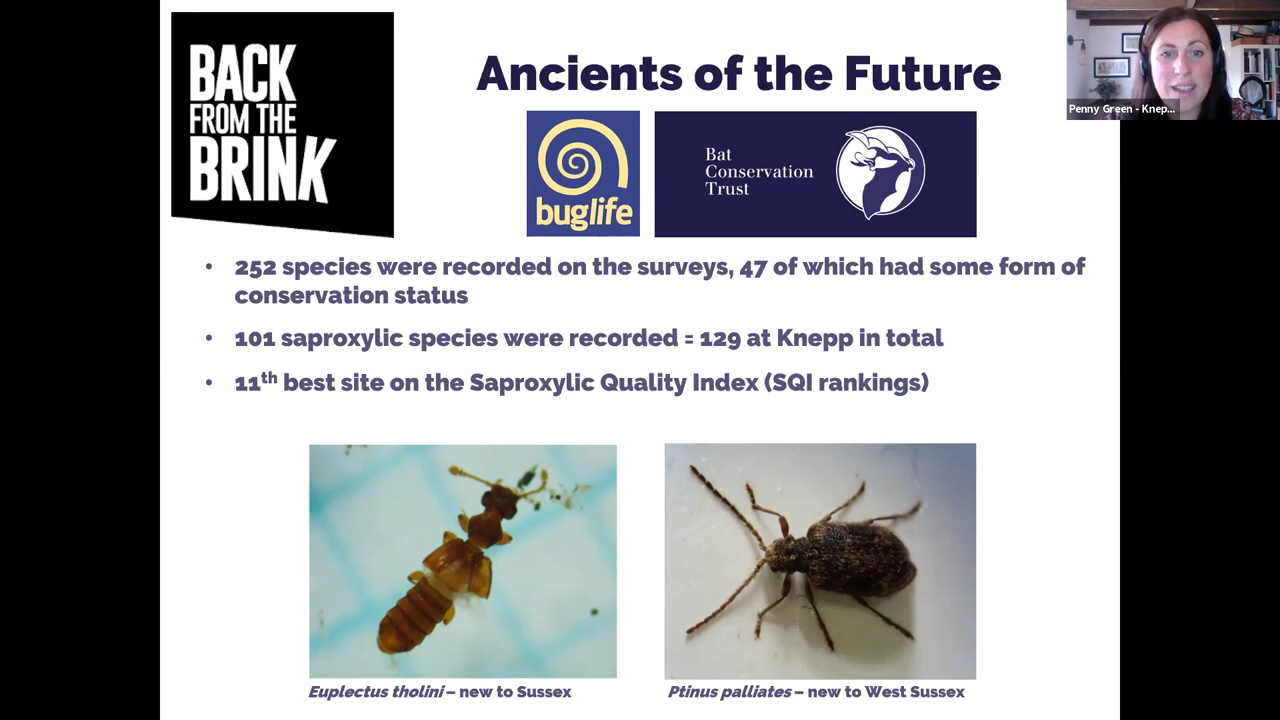 BACK
FROM THE
BRINK
Ancients of the Future
buglife
Bat
Conservation
Trust
Penny Green - Knep...
• 252 species were recorded on the surveys, 47 of which had some form of
conservation status
• 101 saproxylic species were recorded = 129 at Knepp in total
• 11th best site on the Saproxylic Quality Index (SQI rankings)
Euplectus tholini – new to Sussex
Ptinus palliates – new to West Sussex